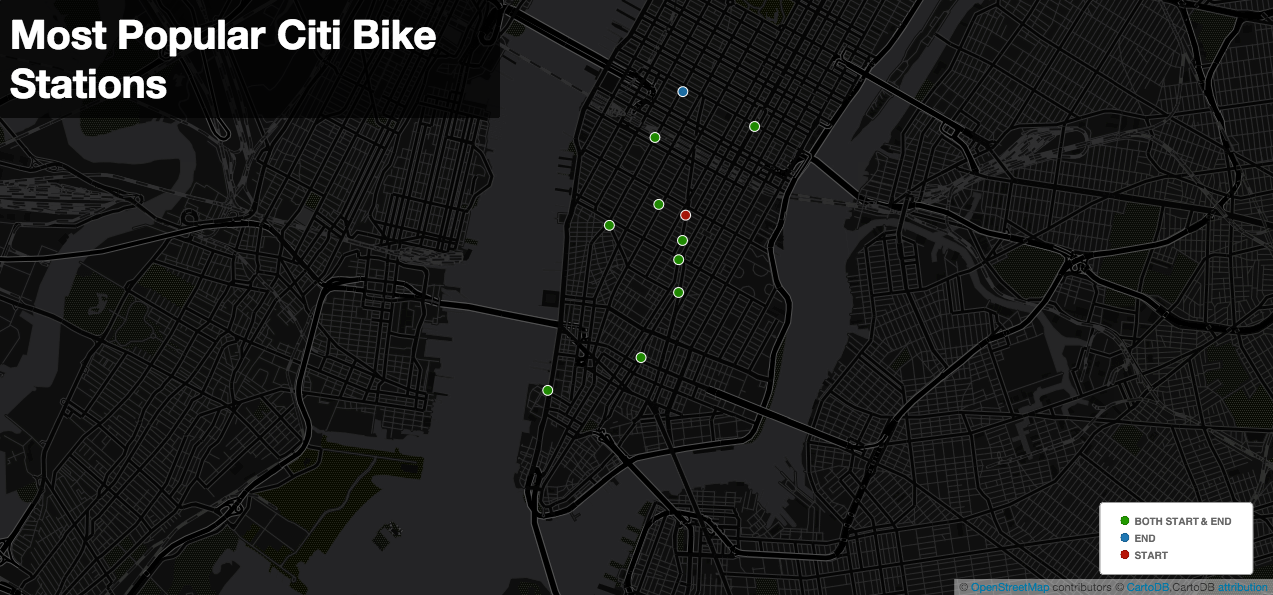 Most Popular Citi Bike
Stations
BOTH START & END
END
START
© OpenStreetMap contributors © CartoDB,CartoDB attribution